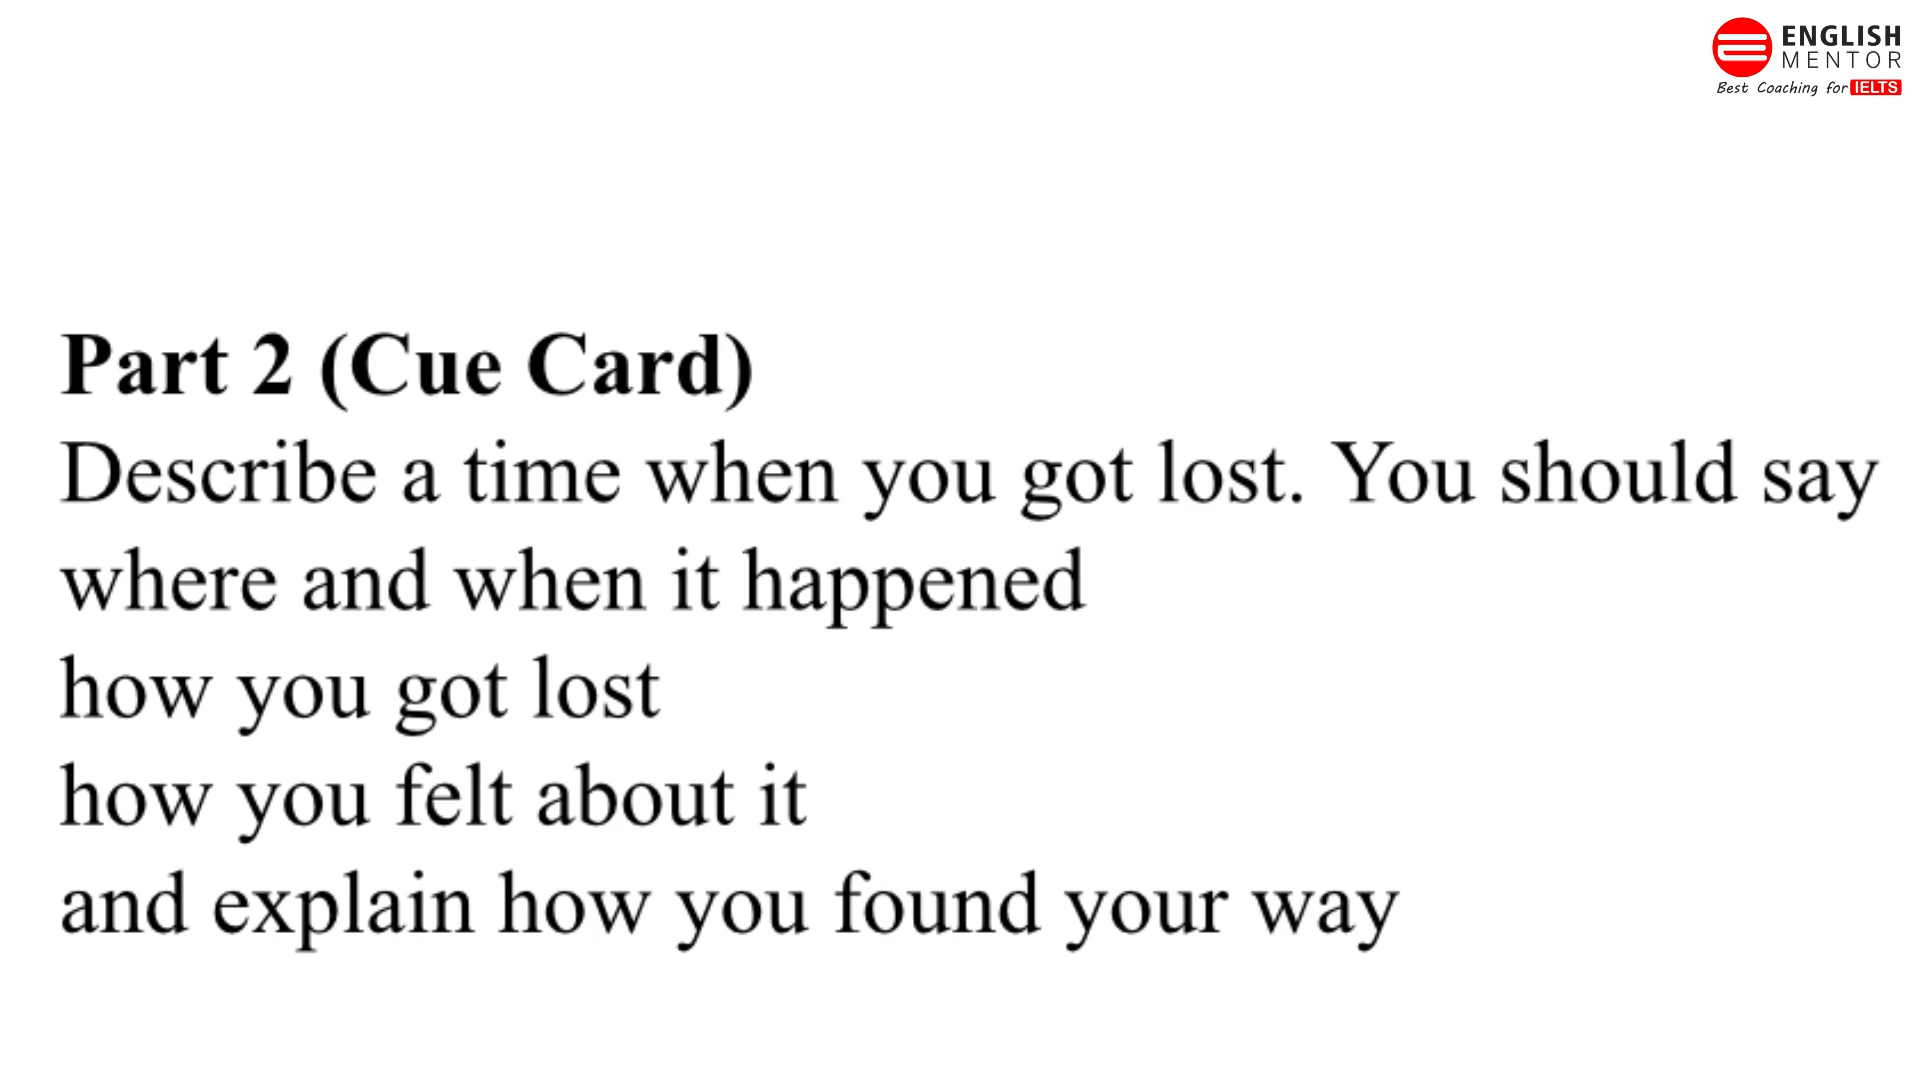 ENGLISH
MENTOR
Best Coaching for IELTS
Part 2 (Cue Card)
Describe a time when you got lost. You should say
where and when it happened
how you got lost
how you felt about it
and explain how you found your way